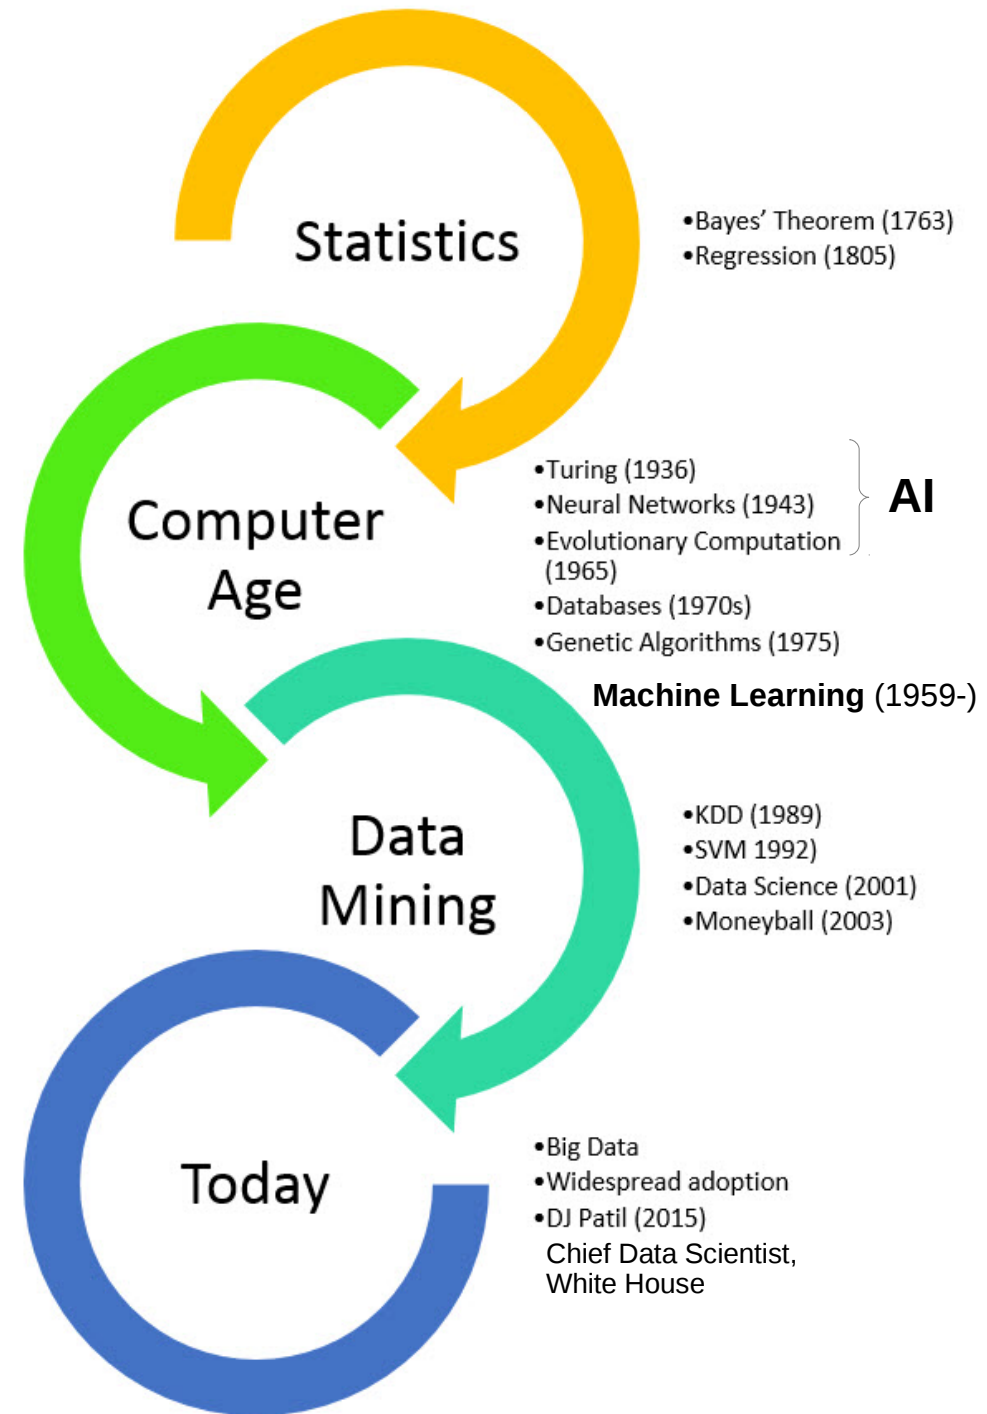 Statistics
•Bayes’ Theorem (1763)
•Regression (1805)
Computer
Age
•Turing (1936)
•Neural Networks (1943)
•Evolutionary Computation
(1965)
•Databases (1970s)
•Genetic Algorithms (1975)
AI
Machine Learning (1959-)
Data
Mining
•KDD (1989)
•SVM 1992)
•Data Science (2001)
•Moneyball (2003)
Today
•Big Data
•Widespread adoption
•DJ Patil (2015)
Chief Data Scientist,
White House